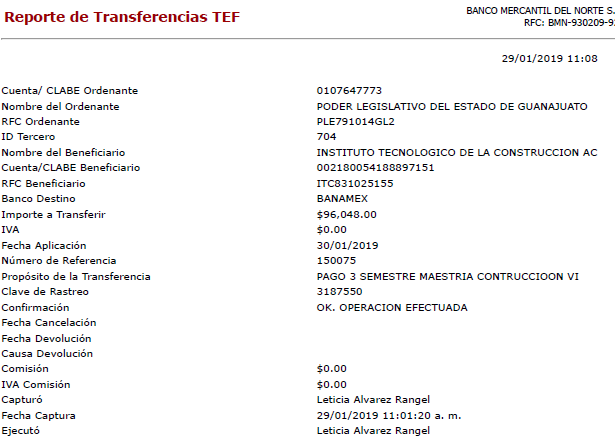 Reporte de Transferencias TEF
BANCO MERCANTIL DEL NORTE S.
RFC: BMN-930209-9
29/01/2019 11:08
Cuenta/ CLABE Ordenante 0107647773
Nombre del Ordenante PODER LEGISLATIVO DEL ESTADO DE GUANAJUATO
RFC Ordenante PLE791014GL2
ID Tercero 704
Nombre del Beneficiario INSTITUTO TECNOLOGICO DE LA CONSTRUCCION AC
Cuenta/CLABE Beneficiario 002180054188897151
RFC Beneficiario ITC831025155
Banco Destino BANAMEX
Importe a Transferir $96,048.00
IVA $0.00
Fecha Aplicación 30/01/2019
Número de Referencia 150075
Propósito de la Transferencia PAGO 3 SEMESTRE MAESTRIA CONTRUCCIOON VI
Clave de Rastreo 3187550
Confirmación OK. OPERACION EFECTUADA
Fecha Cancelación
Fecha Devolución
Causa Devolución
Comisión $0.00
IVA Comisión $0.00
Capturó Leticia Alvarez Rangel
Fecha Captura 29/01/2019 11:01:20 a. m.
Ejecutó Leticia Alvarez Rangel